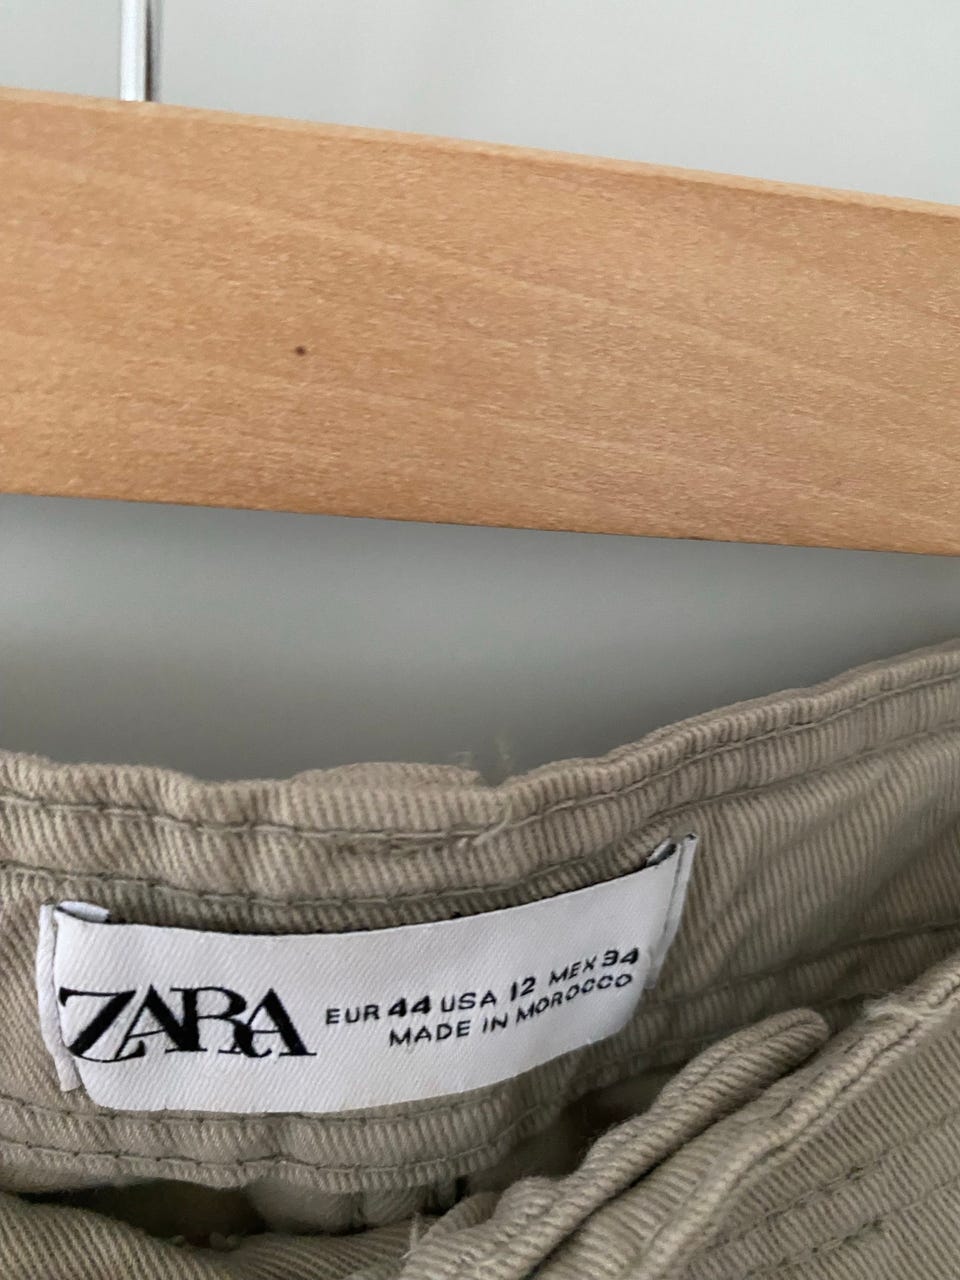 ZARA
EUR 44 USA 12 MEX 34
MADE IN MOROCCO